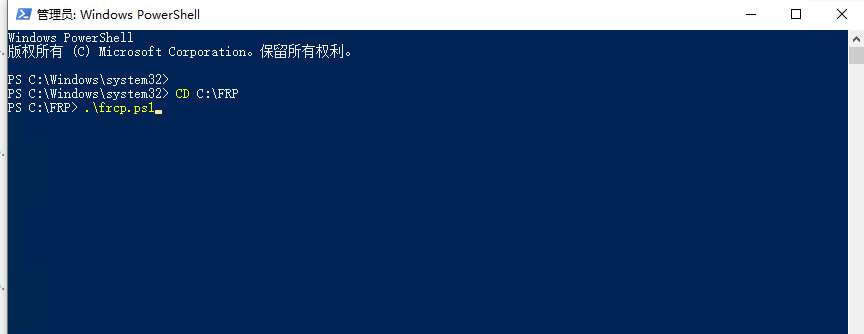 管理员: Windows PowerShell
Windows PowerShell
版权所有 (C) Microsoft Corporation。保留所有权利。
PS C:\Windows\system32>
PS C:\Windows\system32> CD C:\FRP
PS C:\FRP> .\frcp.ps1